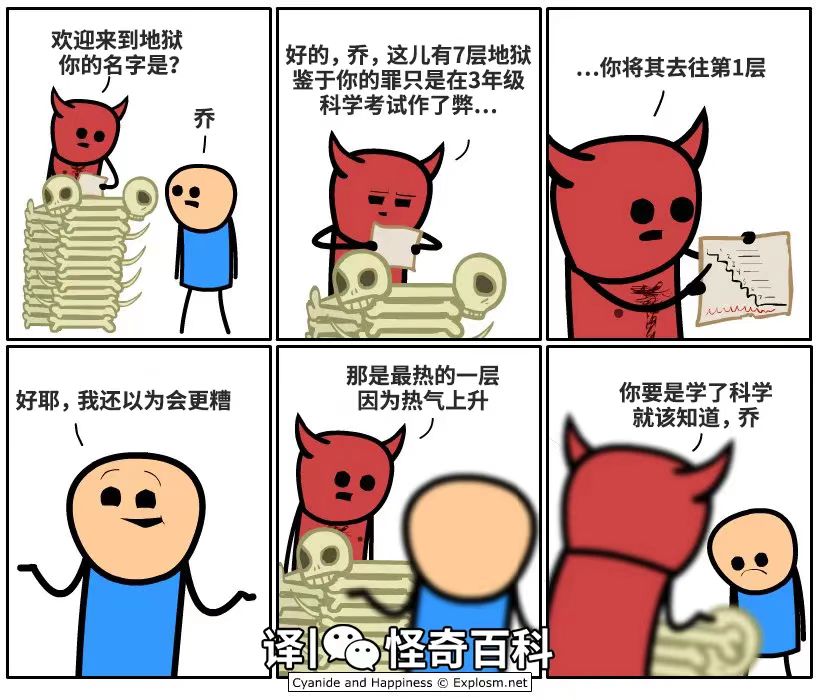 欢迎来到地狱
你的名字是?
乔
好的，乔，这儿有7层地狱
鉴于你的罪只是在3年级
科学考试作了弊...
...你将其去往第1层
好耶，我还以为会更糟
那是最热的一层
因为热气上升
你要是学了科学
就该知道，乔
译| 怪奇百科
Cyanide and Happiness © Explosm.net